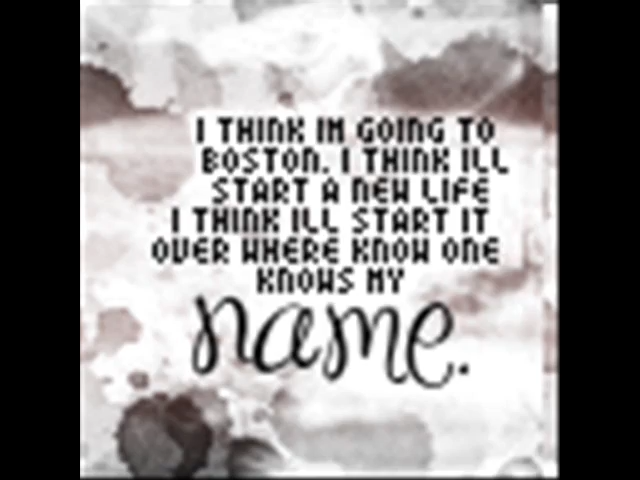 I THINK IM GOING TO
BOSTON. I THINK ILL
START A NEW LIFE
I THINK ILL START IT
OVER WHERE KNOW ONE
KNOWS MY
name.